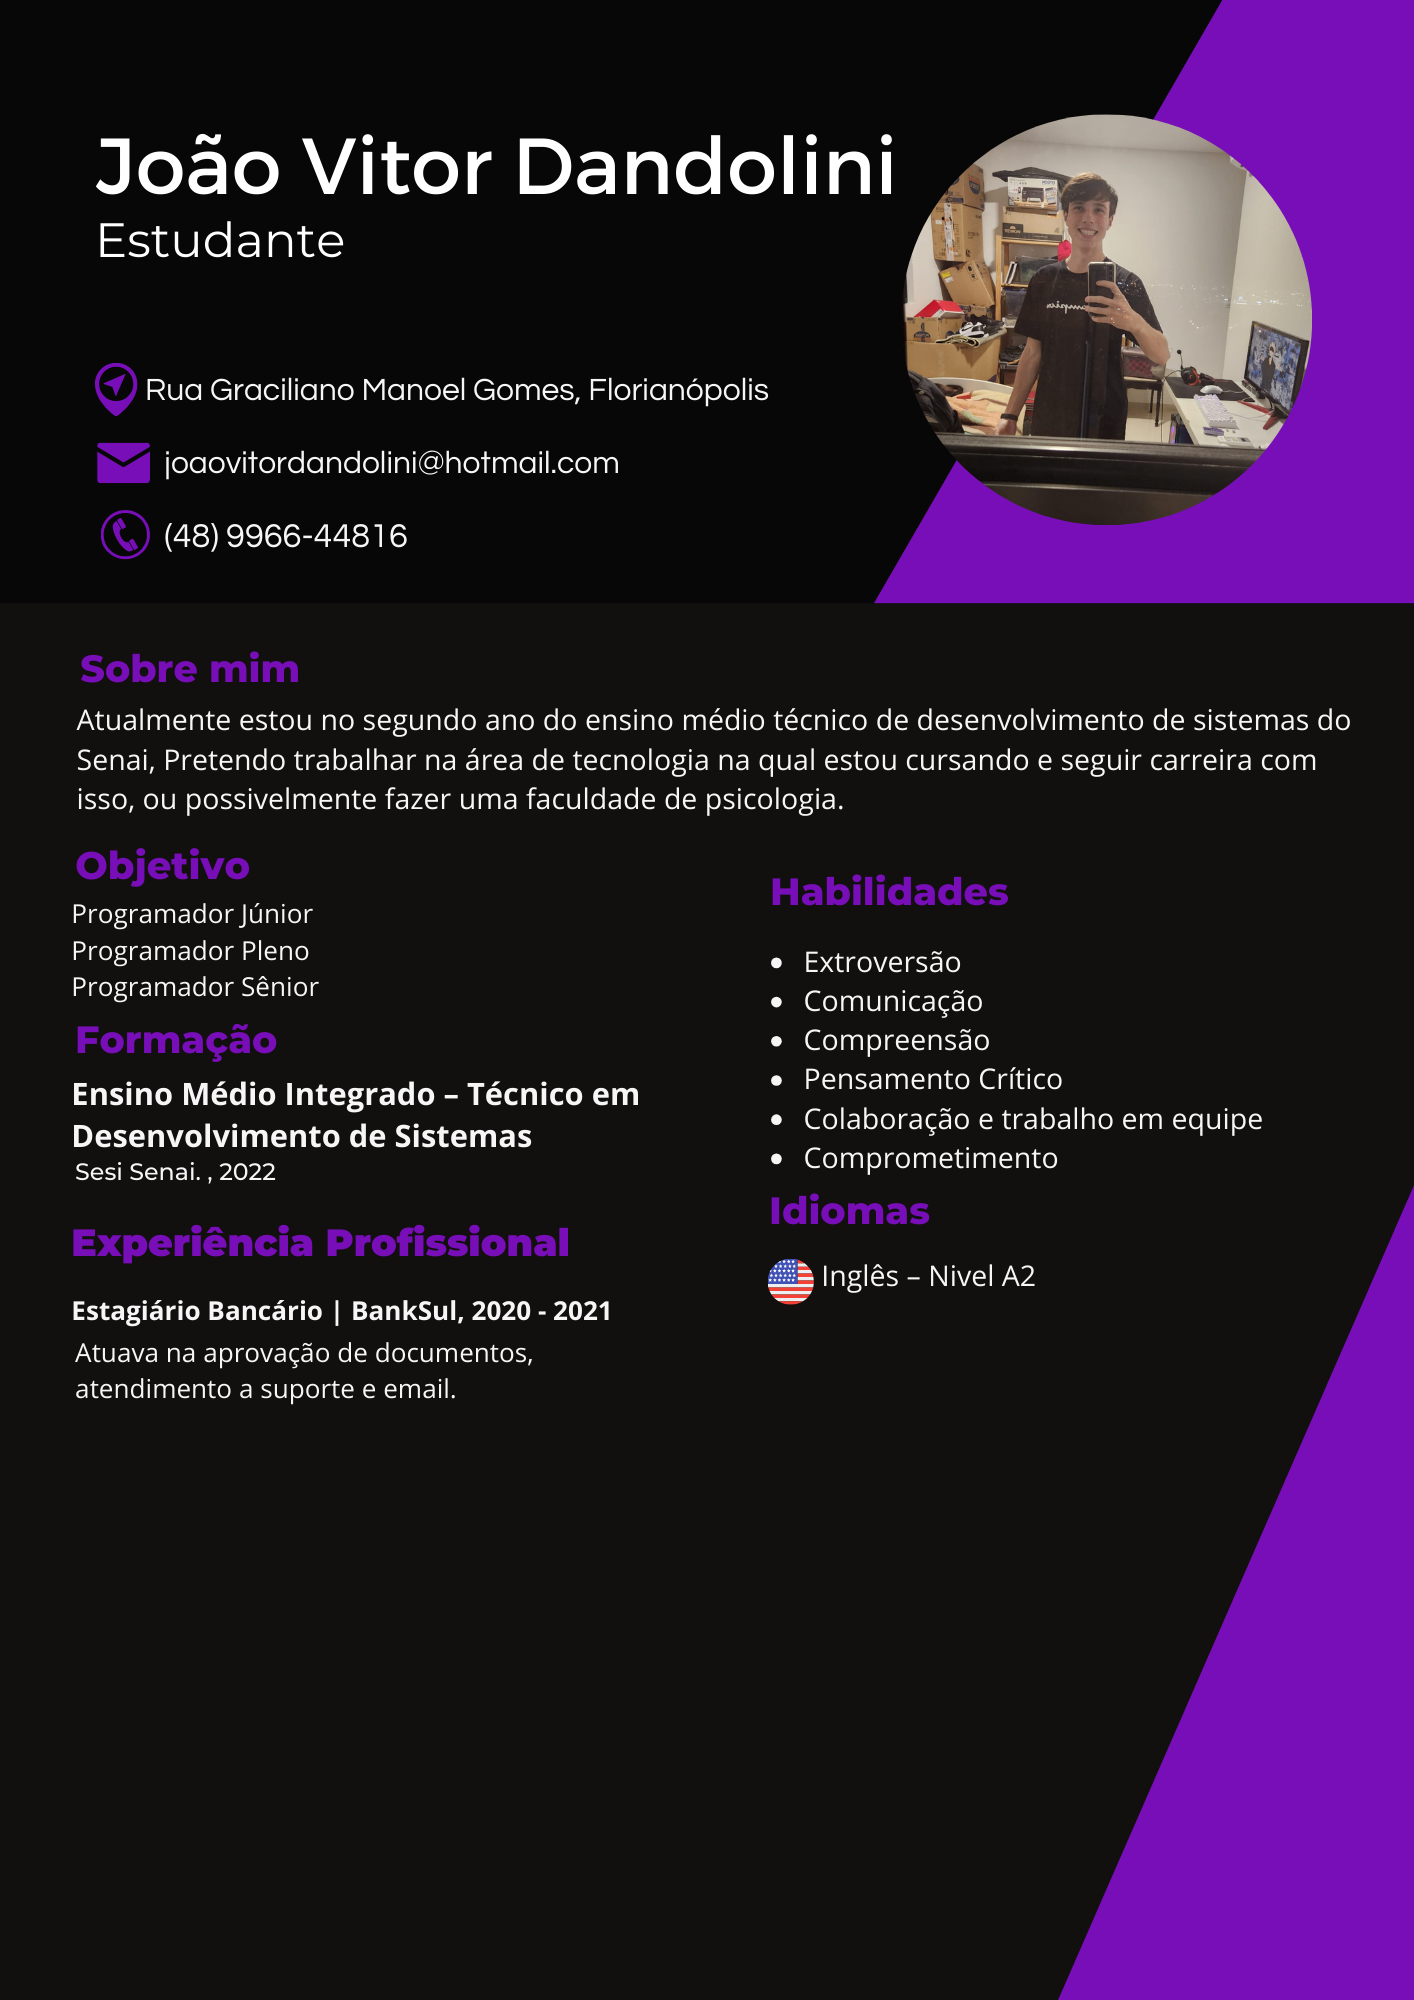 João Vitor Dandolini
Estudante
Rua Graciliano Manoel Gomes, Florianópolis
joaovitordandolini@hotmail.com
(48) 9966-44816
Sobre mim
Atualmente estou no segundo ano do ensino médio técnico de desenvolvimento de sistemas do
Senai, Pretendo trabalhar na área de tecnologia na qual estou cursando e seguir carreira com
isso, ou possivelmente fazer uma faculdade de psicologia.
Objetivo
Programador Júnior
Programador Pleno
Programador Sênior
Formação
Ensino Médio Integrado – Técnico em
Desenvolvimento de Sistemas
Sesi Senai. , 2022
Experiência Profissional
Estagiário Bancário | BankSul, 2020 - 2021
Atuava na aprovação de documentos,
atendimento a suporte e email.
Habilidades
• Extroversão
• Comunicação
• Compreensão
• Pensamento Crítico
• Colaboração e trabalho em equipe
• Comprometimento
Idiomas
Inglês – Nivel A2